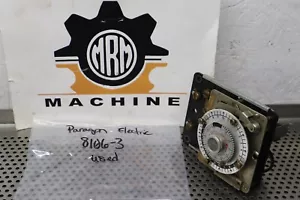 MRM
MACHINE
Paragon Electric
8106-3
Used